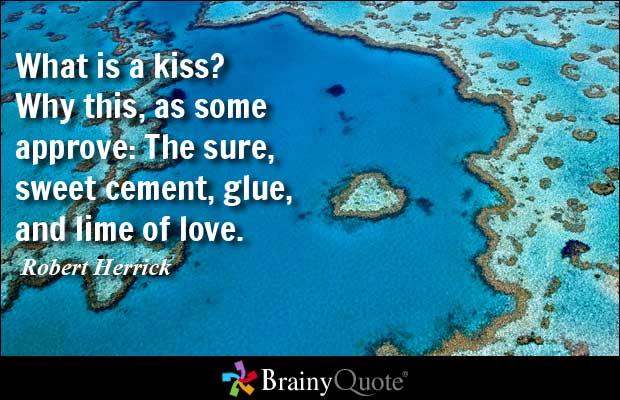 What is a kiss?
Why this, as some
approve: The sure,
sweet cement, glue,
and lime of love.
Robert Herrick
BrainyQuote®